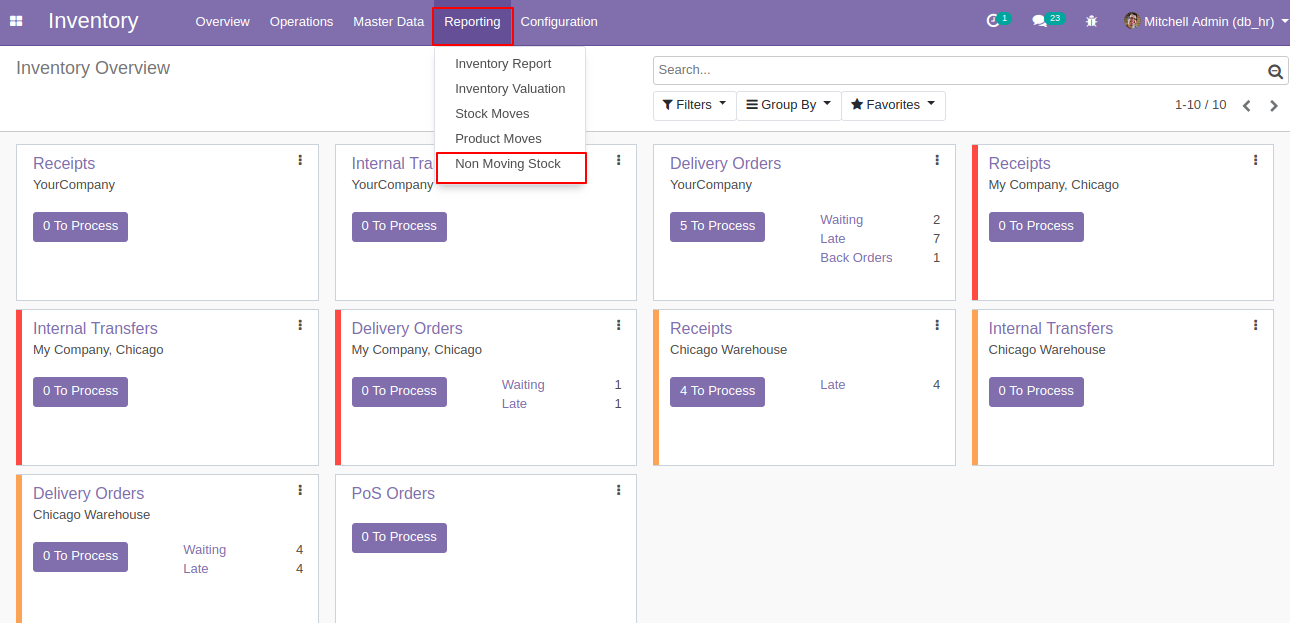 Inventory
Overview
Operations
Master Data
Reporting
Configuration
1
23
Mitchell Admin (db_hr)
Inventory Overview
Search...
Filters
Group By
Favorites
1-10 / 10
Inventory Report
Inventory Valuation
Stock Moves
Product Moves
Non Moving Stock
Receipts
YourCompany
0 To Process
Internal Tra
YourCompany
0 To Process
Delivery Orders
YourCompany
5 To Process
Waiting 2
Late 7
Back Orders 1
Receipts
My Company, Chicago
0 To Process
Internal Transfers
My Company, Chicago
0 To Process
Delivery Orders
My Company, Chicago
0 To Process
Waiting 1
Late 1
Receipts
Chicago Warehouse
4 To Process
Late 4
Internal Transfers
Chicago Warehouse
0 To Process
Delivery Orders
Chicago Warehouse
0 To Process
Waiting 4
Late 4
PoS Orders
0 To Process